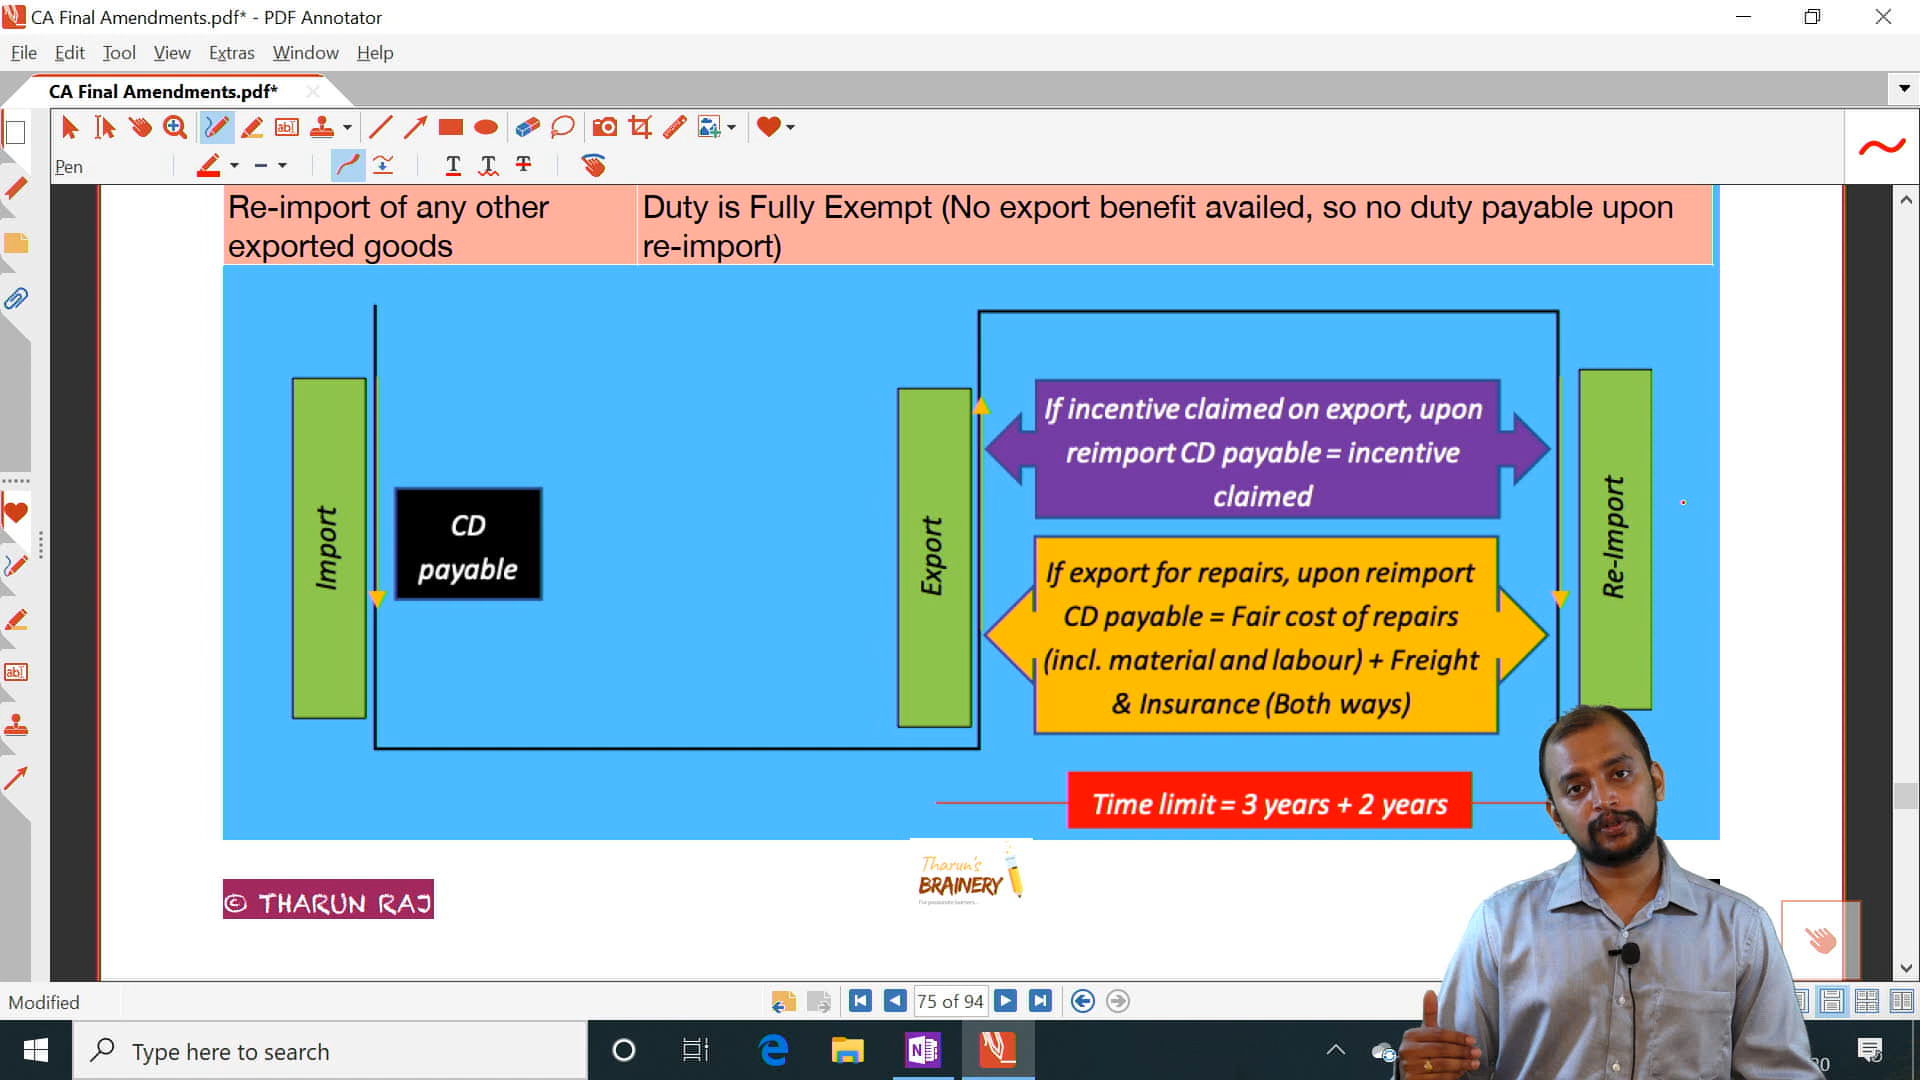 CA Final Amendments.pdf* - PDF Annotator
File Edit Tool View Extras Window Help
CA Final Amendments.pdf*
Pen
Re-import of any other
exported goods
Duty is Fully Exempt (No export benefit availed, so no duty payable upon
re-import)
Import
CD
payable
Export
If incentive claimed on export, upon
reimport CD payable = incentive
claimed
If export for repairs, upon reimport
CD payable = Fair cost of repairs
(incl. material and labour) + Freight
& Insurance (Both ways)
Re-Import
Time limit = 3 years + 2 years
Tharun's
BRAINERY
© THARUN RAJ
Modified
75 of 94
Type here to search